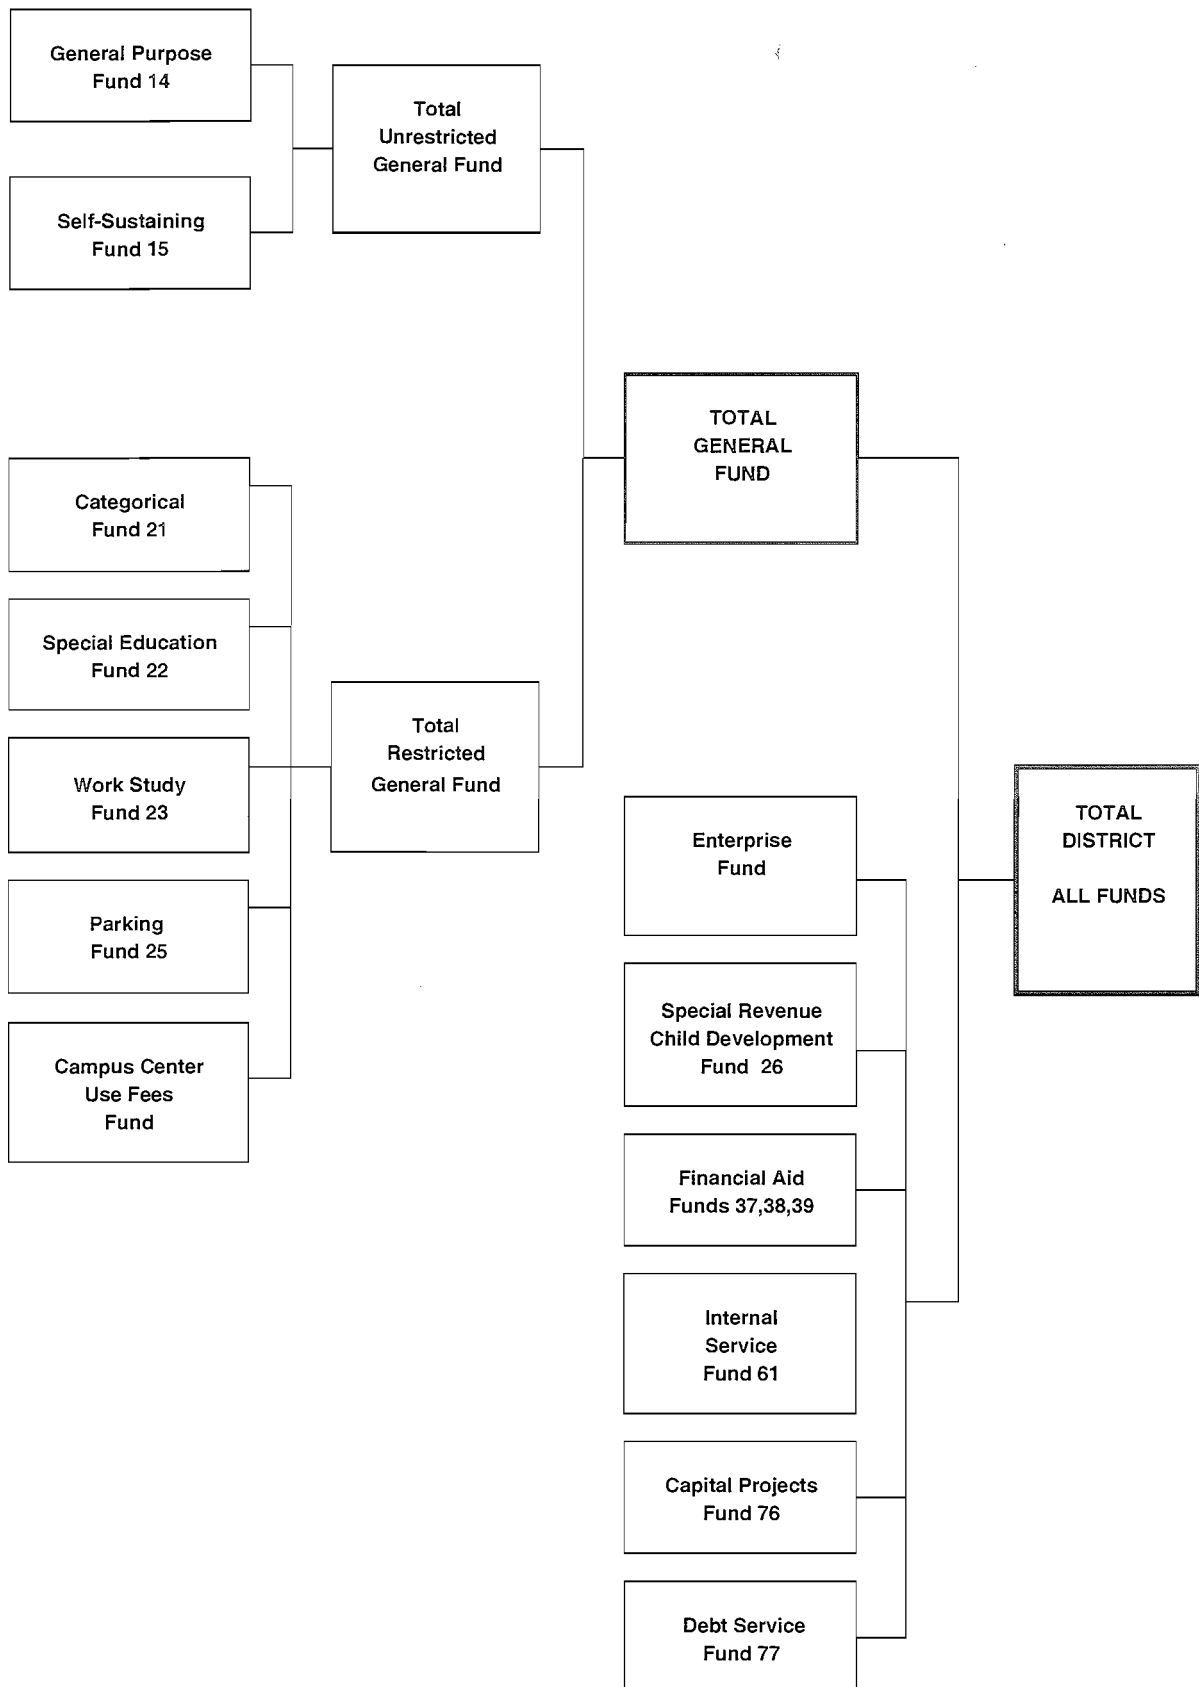 General Purpose
Fund 14
Total
Unrestricted
General Fund
Self-Sustaining
Fund 15
TOTAL
GENERAL
FUND
Categorical
Fund 21
Special Education
Fund 22
Total
Restricted
General Fund
Work Study
Fund 23
Parking
Fund 25
Campus Center
Use Fees
Fund
Enterprise
Fund
Special Revenue
Child Development
Fund 26
Financial Aid
Funds 37,38,39
Internal
Service
Fund 61
Capital Projects
Fund 76
Debt Service
Fund 77
TOTAL
DISTRICT
ALL FUNDS